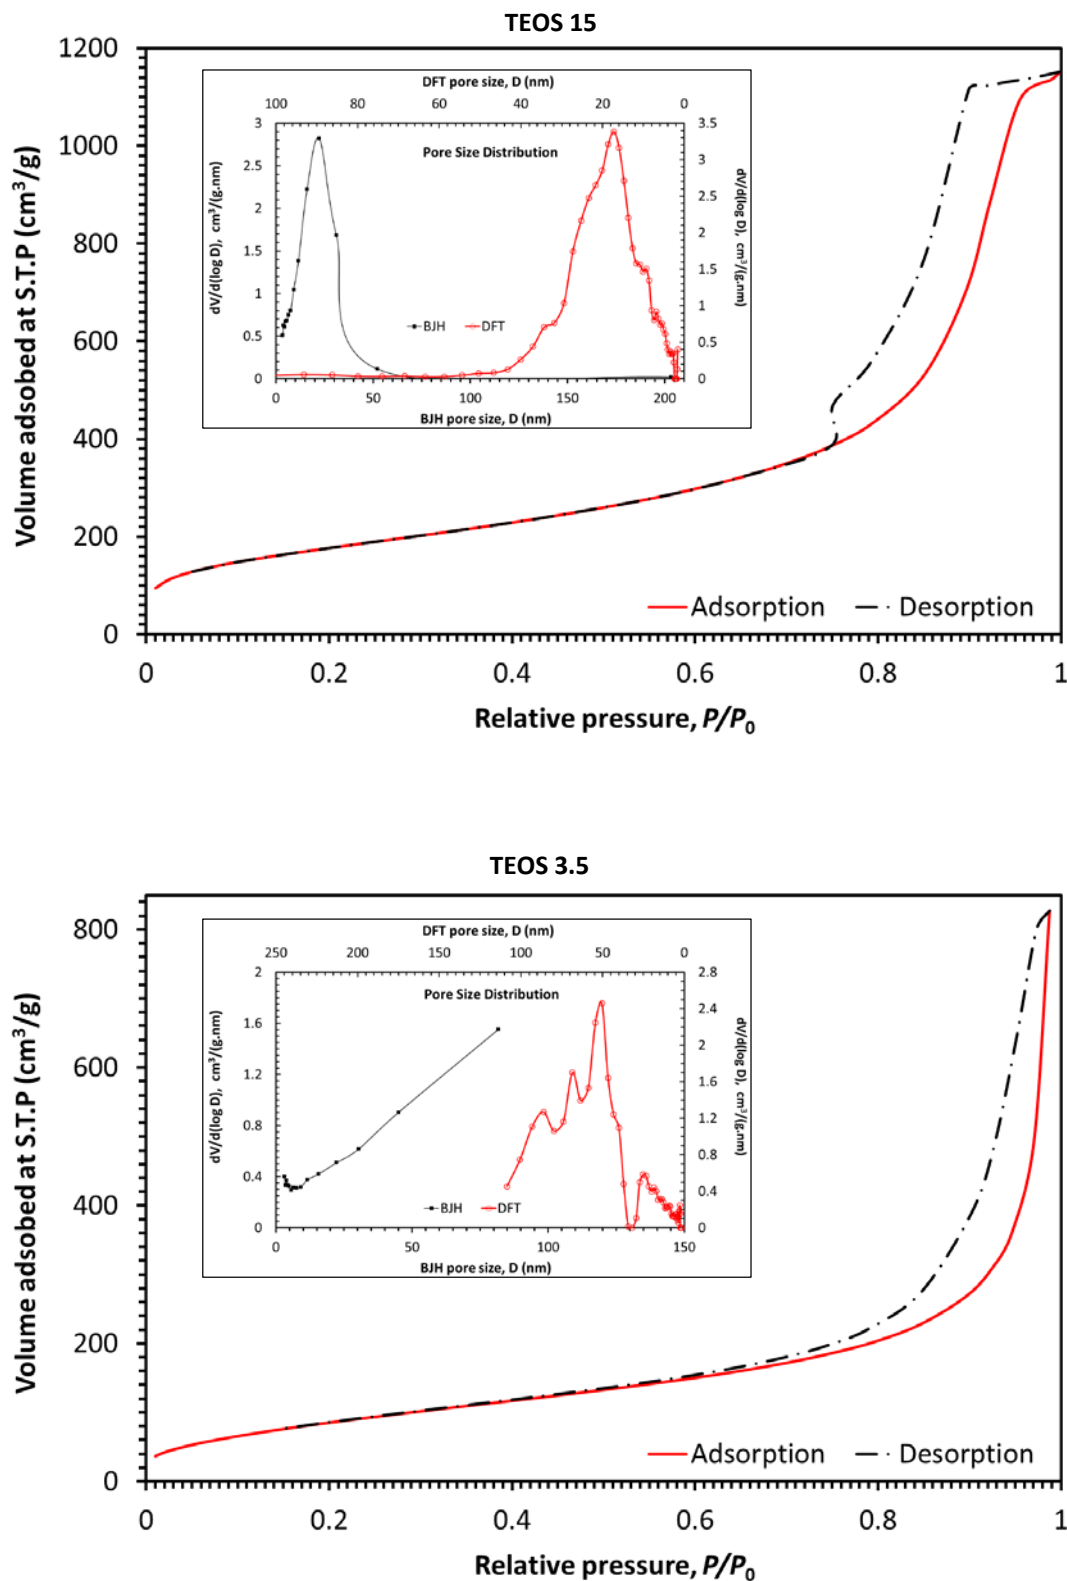 TEOS 15
1200
1000
800
600
400
200
0
Volume adsobed at S.T.P (cm³/g)
0 0.2 0.4 0.6 0.8 1
Relative pressure, P/P₀
Adsorption Desorption
DFT pore size, D (nm)
100 80 60 40 20 0
3
2.5
2
1.5
1
0.5
0
dV/d(log D), cm³/(g.nm)
Pore Size Distribution
BJH DFT
3.5
3
2.5
2
1.5
1
0.5
0
dV/d(log D), cm³/(g.nm)
0 50 100 150 200
BJH pore size, D (nm)
TEOS 3.5
800
600
400
200
0
Volume adsobed at S.T.P (cm³/g)
0 0.2 0.4 0.6 0.8 1
Relative pressure, P/P₀
Adsorption Desorption
DFT pore size, D (nm)
250 200 150 100 50 0
2
1.6
1.2
0.8
0.4
0
dV/d(log D), cm³/(g.nm)
Pore Size Distribution
BJH DFT
2.8
2.4
2
1.6
1.2
0.8
0.4
0
dV/d(log D), cm³/(g.nm)
0 50 100 150
BJH pore size, D (nm)